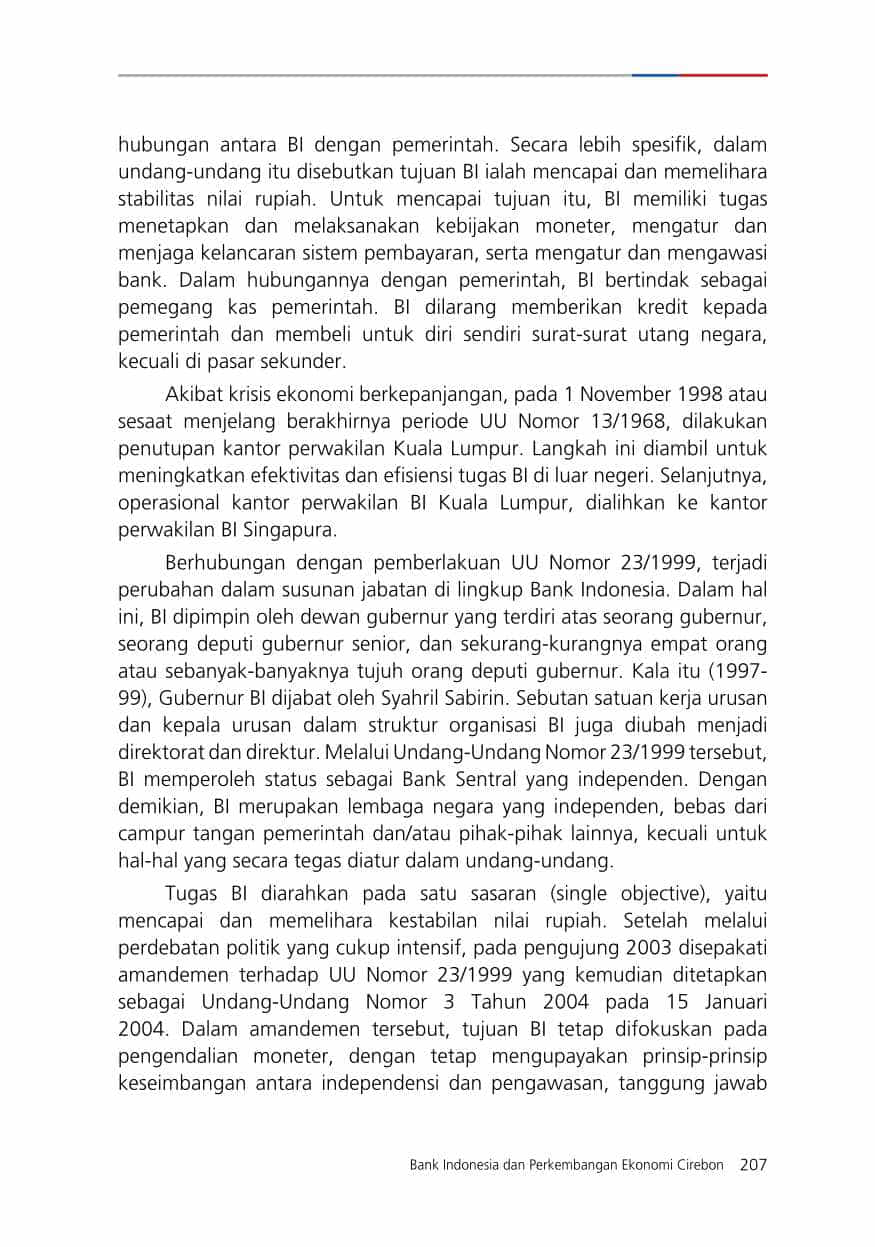 hubungan antara BI dengan pemerintah. Secara lebih spesifik, dalam
undang-undang itu disebutkan tujuan BI ialah mencapai dan memelihara
stabilitas nilai rupiah. Untuk mencapai tujuan itu, BI memiliki tugas
menetapkan dan melaksanakan kebijakan moneter, mengatur dan
menjaga kelancaran sistem pembayaran, serta mengatur dan mengawasi
bank. Dalam hubungannya dengan pemerintah, BI bertindak sebagai
pemegang kas pemerintah. BI dilarang memberikan kredit kepada
pemerintah dan membeli untuk diri sendiri surat-surat utang negara,
kecuali di pasar sekunder.
Akibat krisis ekonomi berkepanjangan, pada 1 November 1998 atau
sesaat menjelang berakhirnya periode UU Nomor 13/1968, dilakukan
penutupan kantor perwakilan Kuala Lumpur. Langkah ini diambil untuk
meningkatkan efektivitas dan efisiensi tugas BI di luar negeri. Selanjutnya,
operasional kantor perwakilan BI Kuala Lumpur, dialihkan ke kantor
perwakilan BI Singapura.
Berhubungan dengan pemberlakuan UU Nomor 23/1999, terjadi
perubahan dalam susunan jabatan di lingkup Bank Indonesia. Dalam hal
ini, BI dipimpin oleh dewan gubernur yang terdiri atas seorang gubernur,
seorang deputi gubernur senior, dan sekurang-kurangnya empat orang
atau sebanyak-banyaknya tujuh orang deputi gubernur. Kala itu (1997-
99), Gubernur BI dijabat oleh Syahril Sabirin. Sebutan satuan kerja urusan
dan kepala urusan dalam struktur organisasi BI juga diubah menjadi
direktorat dan direktur. Melalui Undang-Undang Nomor 23/1999 tersebut,
BI memperoleh status sebagai Bank Sentral yang independen. Dengan
demikian, BI merupakan lembaga negara yang independen, bebas dari
campur tangan pemerintah dan/atau pihak-pihak lainnya, kecuali untuk
hal-hal yang secara tegas diatur dalam undang-undang.
Tugas BI diarahkan pada satu sasaran (single objective), yaitu
mencapai dan memelihara kestabilan nilai rupiah. Setelah melalui
perdebatan politik yang cukup intensif, pada pengujung 2003 disepakati
amandemen terhadap UU Nomor 23/1999 yang kemudian ditetapkan
sebagai Undang-Undang Nomor 3 Tahun 2004 pada 15 Januari
2004. Dalam amandemen tersebut, tujuan BI tetap difokuskan pada
pengendalian moneter, dengan tetap mengupayakan prinsip-prinsip
keseimbangan antara independensi dan pengawasan, tanggung jawab
Bank Indonesia dan Perkembangan Ekonomi Cirebon 207